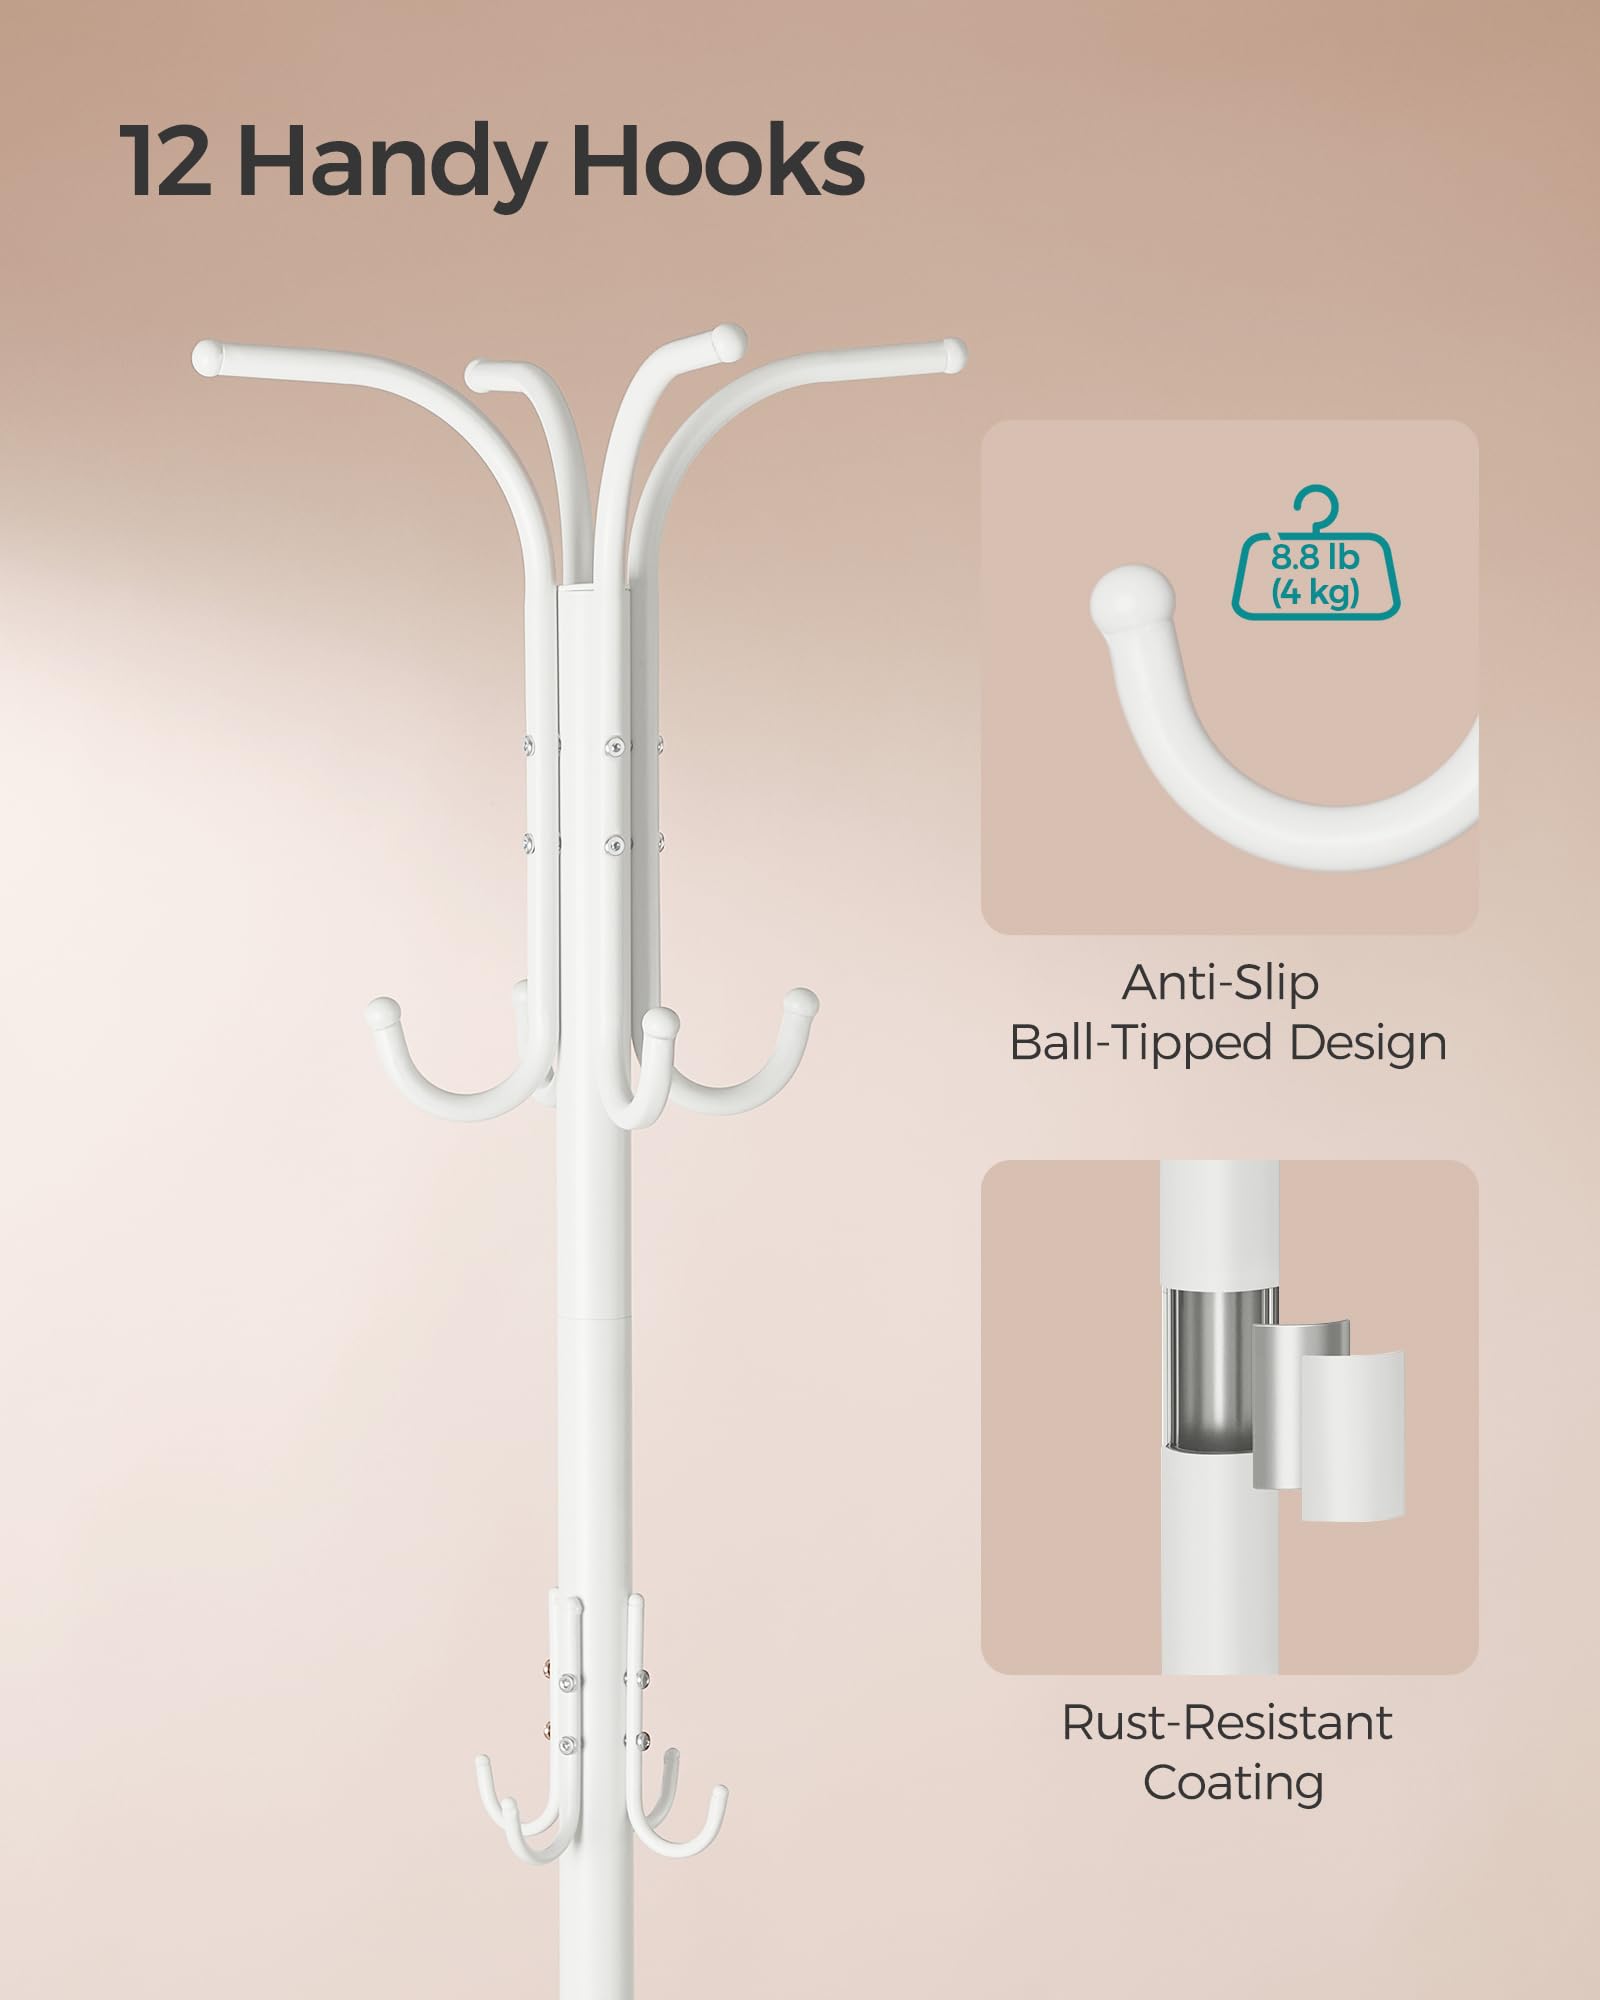 12 Handy Hooks
8.8 lb
(4 kg)
Anti-Slip
Ball-Tipped Design
Rust-Resistant
Coating